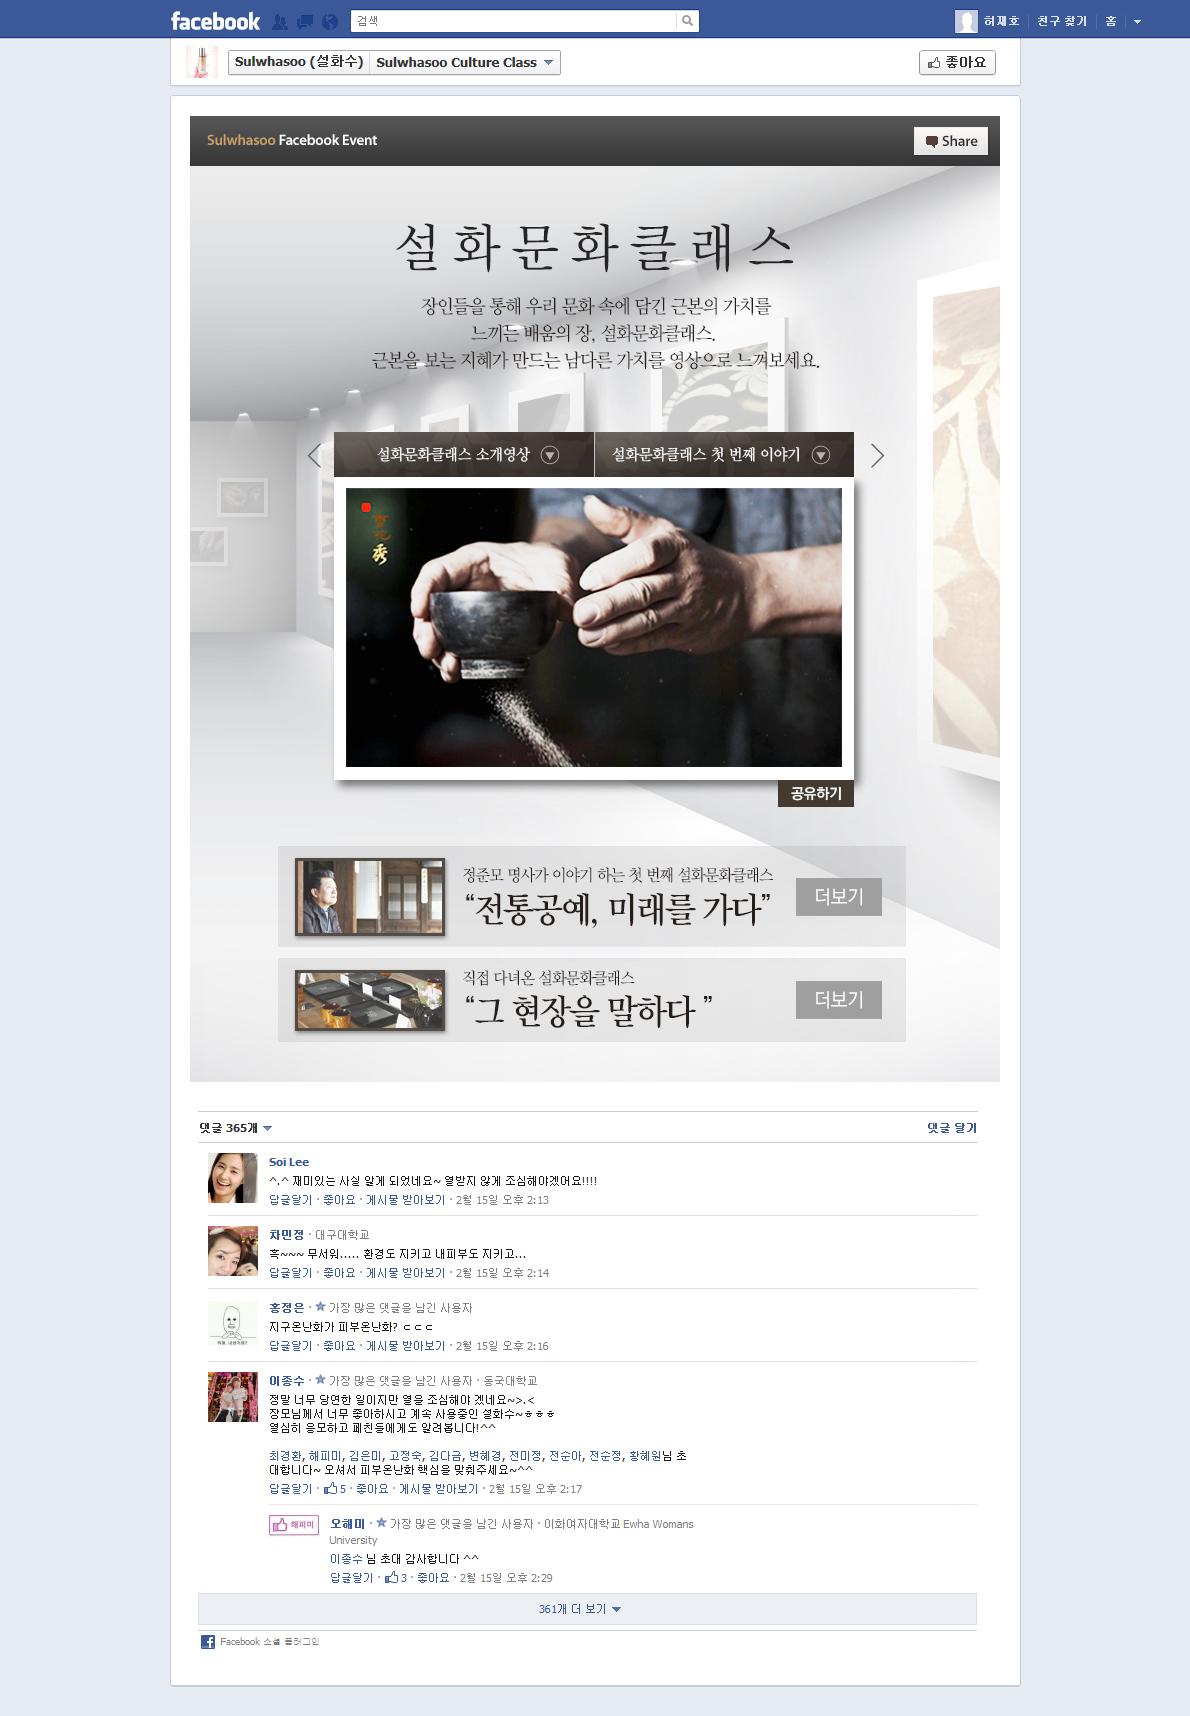 facebook
검색
허재호
친구 찾기
홈
Sulwhasoo (설화수)
Sulwhasoo Culture Class
좋아요
Sulwhasoo Facebook Event
Share
설화문화클래스
장인들을 통해 우리 문화 속에 담긴 근본의 가치를
느끼는 배움의 장, 설화문화클래스.
근본을 보는 지혜가 만드는 남다른 가치를 영상으로 느껴보세요.
설화문화클래스 소개영상
설화문화클래스 첫 번째 이야기
공유하기
정준모 명사가 이야기 하는 첫 번째 설화문화클래스
“전통공예, 미래를 가다”
더보기
직접 다녀온 설화문화클래스
“그 현장을 말하다 ”
더보기
댓글 365개
댓글 달기
Soi Lee
^.^ 재미있는 사실 알게 되었네요~ 열받지 않게 조심해야겠어요!!!!
답글달기 · 좋아요 · 게시물 받아보기 · 2월 15일 오후 2:13
차민정 · 대구대학교
혹~~~ 무서워..... 환경도 지키고 내피부도 지키고...
답글달기 · 좋아요 · 게시물 받아보기 · 2월 15일 오후 2:14
홍정은 · 가장 많은 댓글을 남긴 사용자
지구온난화가 피부온난화? ㄷㄷㄷ
답글달기 · 좋아요 · 게시물 받아보기 · 2월 15일 오후 2:16
이종수 · 가장 많은 댓글을 남긴 사용자 · 동국대학교
정말 너무 당연한 일이지만 열을 조심해야 겠네요~>.<
장모님께서 너무 좋아하시고 계속 사용중인 설화수~ㅎㅎㅎ
열심히 응모하고 페친들에게도 알려봅니다!^^
최경환, 해피미, 김은미, 고정숙, 김다금, 변혜경, 전미정, 전순아, 전순정, 황혜원님 초
대합니다~ 오셔서 피부온난화 핵심을 맞춰주세요~^^
답글달기 · 5 · 좋아요 · 게시물 받아보기 · 2월 15일 오후 2:17
해피미
오해미 · 가장 많은 댓글을 남긴 사용자 · 이화여자대학교 Ewha Womans
University
이종수 님 초대 감사합니다 ^^
답글달기 · 3 · 좋아요 · 2월 15일 오후 2:29
361개 더 보기
Facebook 소셜 플러그인